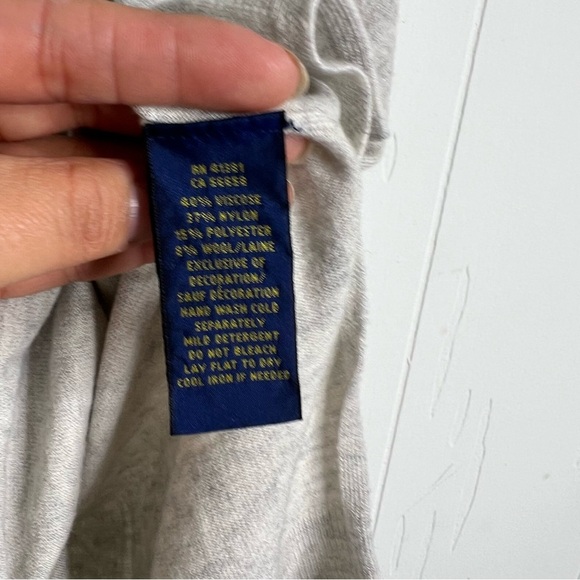 RN 41381
CA 56858
40% VISCOSE
37% NYLON
15% POLYESTER
8% WOOL/LAINE
EXCLUSIVE OF
DECORATION/
SAUF DÉCORATION
HAND WASH COLD
SEPARATELY
MILD DETERGENT
DO NOT BLEACH
LAY FLAT TO DRY
COOL IRON IF NEEDED